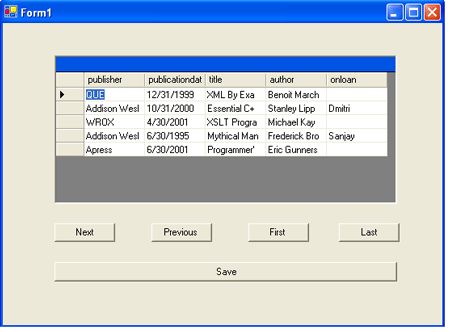 Form1
publisher publicationdat title author onloan
QUE 12/31/1999 XML By Exa Benoit March
Addison Wesl 10/31/2000 Essential C+ Stanley Lipp Dmitri
WROX 4/30/2001 XSLT Progra Michael Kay
Addison Wesl 6/30/1995 Mythical Man Frederick Bro Sanjay
Apress 6/30/2001 Programmer' Eric Gunners
Next Previous First Last
Save